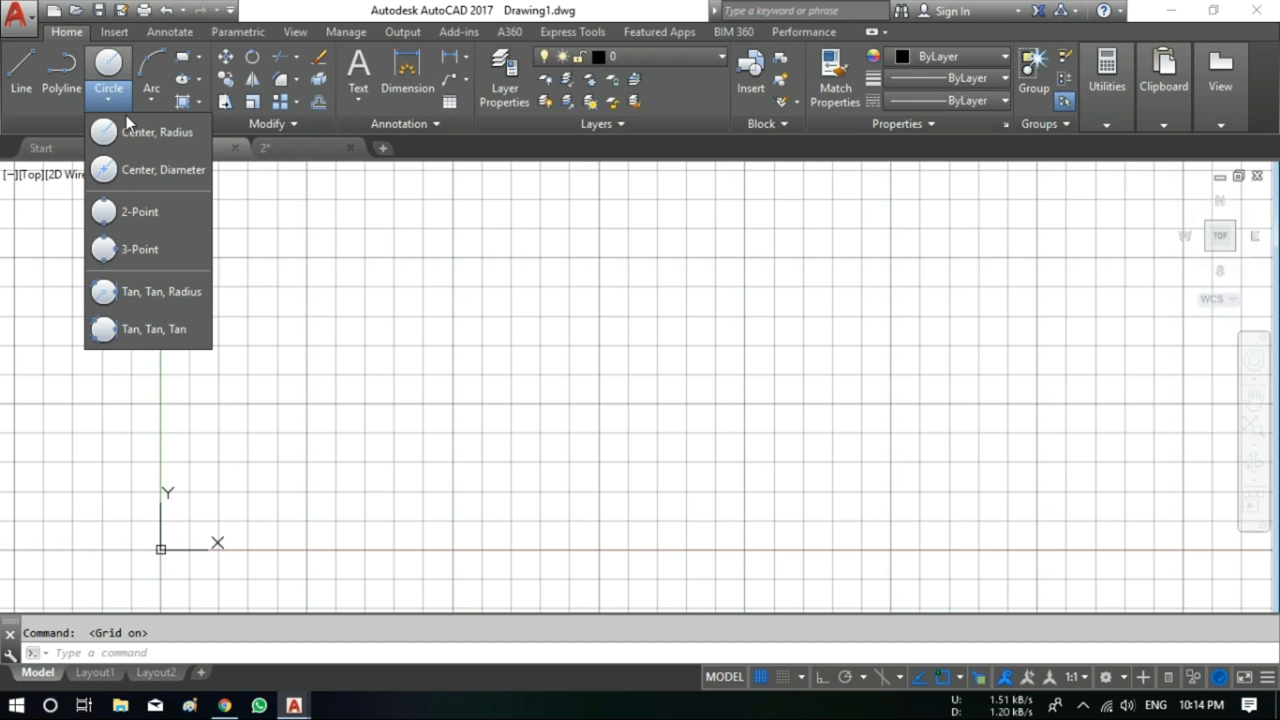 Autodesk AutoCAD 2017 Drawing1.dwg
Type a keyword or phrase
Sign In
Home Insert Annotate Parametric View Manage Output Add-ins A360 Express Tools Featured Apps BIM 360 Performance
Line Polyline Circle Arc
Text Dimension
Layer Properties
0
Insert
Match Properties
ByLayer
ByLayer
ByLayer
Group
Utilities Clipboard View
Modify Annotation Layers Block Properties Groups
Start
2*
Center, Radius
Center, Diameter
2-Point
3-Point
Tan, Tan, Radius
Tan, Tan, Tan
[−][Top][2D Wire
N
W TOP E
S
WCS
Y
X
Command: <Grid on>
Type a command
Model Layout1 Layout2
MODEL
1:1
U: 1.51 kB/s
D: 1.20 kB/s
ENG 10:14 PM